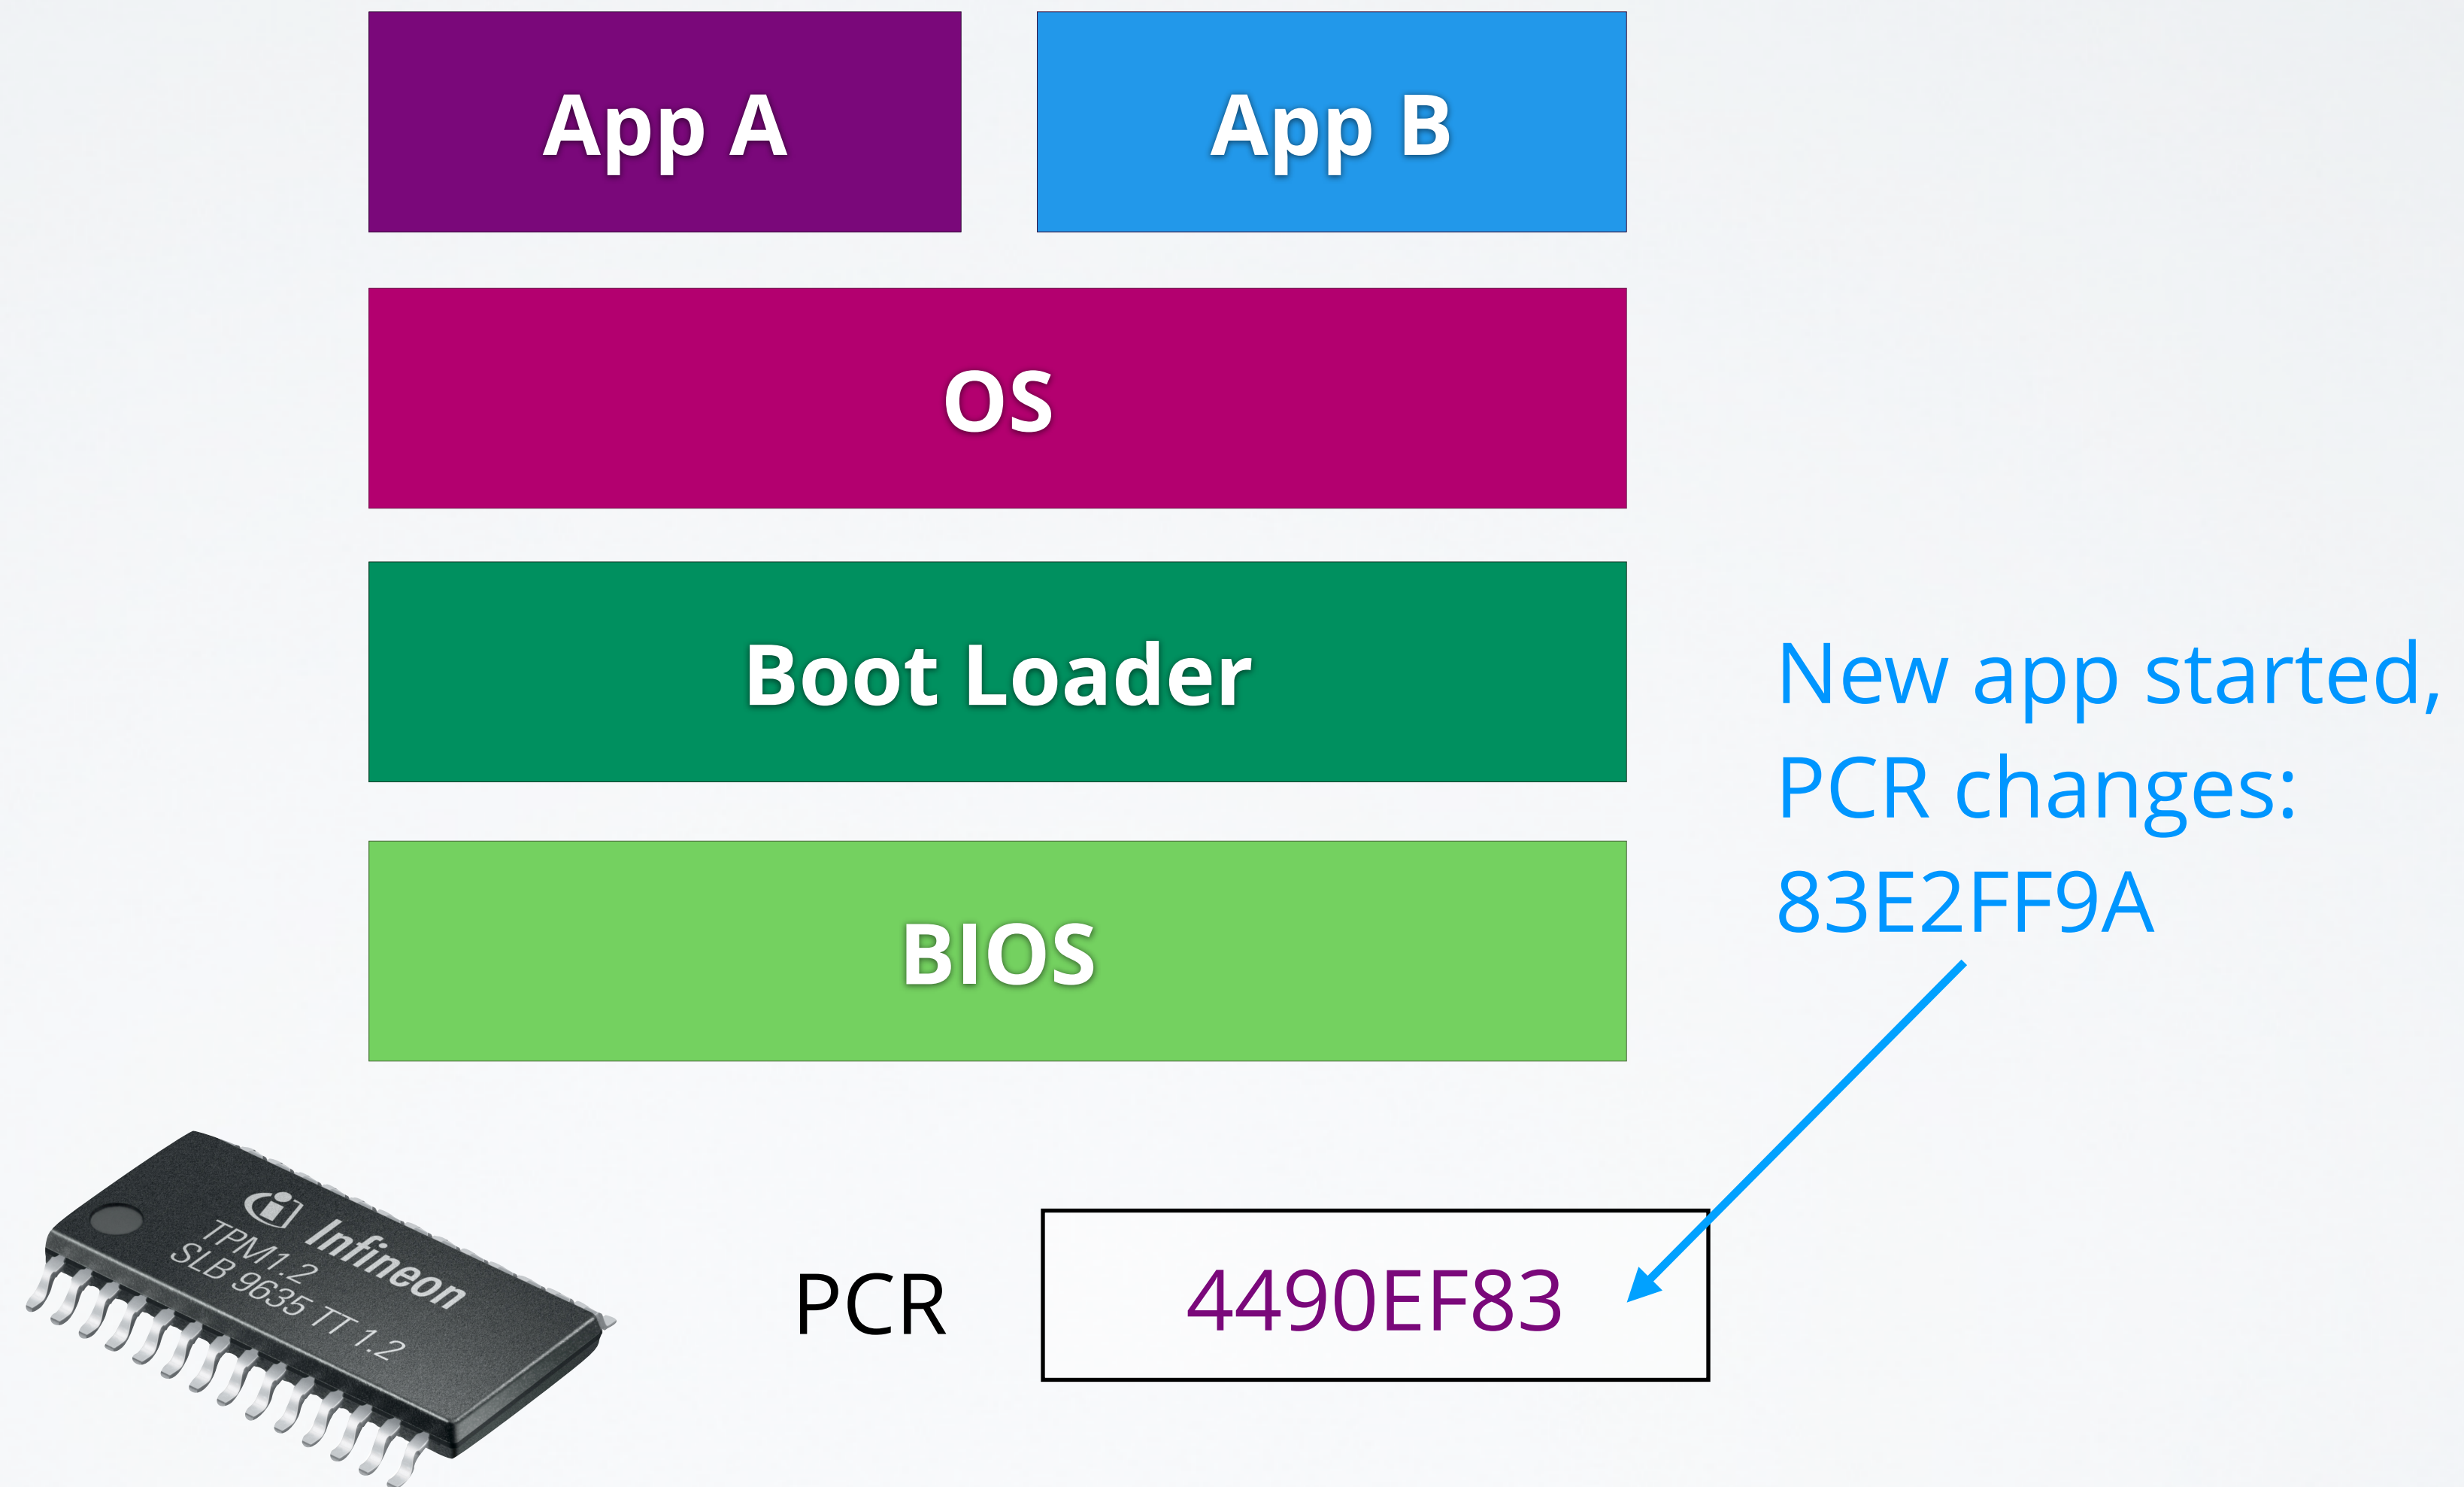 App A
App B
OS
Boot Loader
New app started,
PCR changes:
83E2FF9A
BIOS
Infineon
TPM1.2
SLB 9635 TT 1.2
PCR
4490EF83